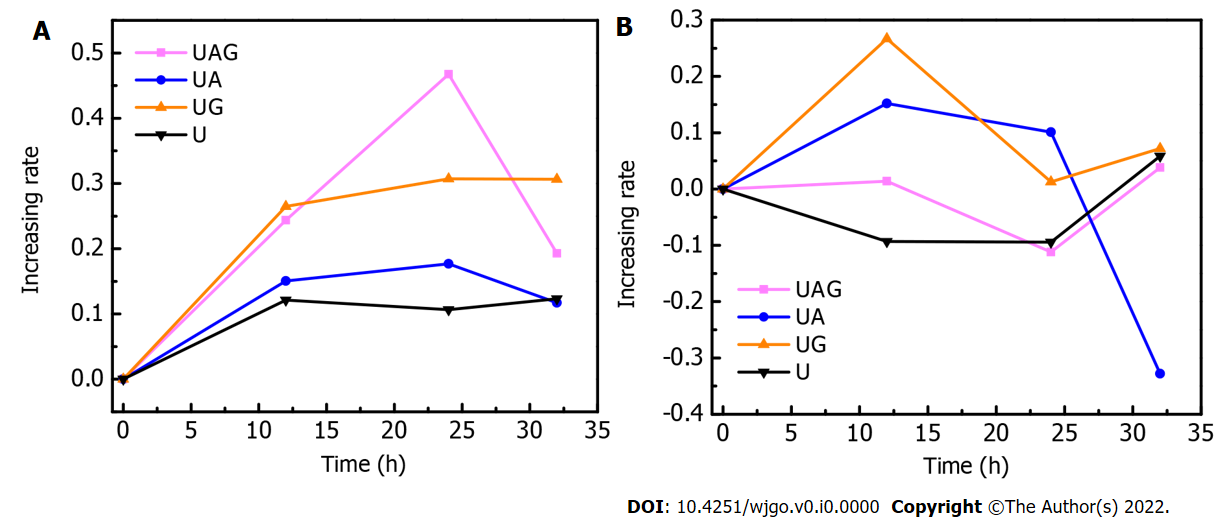 A
UAG
UA
UG
U
0.5
0.4
0.3
0.2
0.1
0.0
Increasing rate
0 5 10 15 20 25 30 35
Time (h)
B
0.3
0.2
0.1
0.0
-0.1
-0.2
-0.3
-0.4
Increasing rate
UAG
UA
UG
U
0 5 10 15 20 25 30 35
Time (h)
DOI: 10.4251/wjgo.v0.i0.0000 Copyright ©The Author(s) 2022.